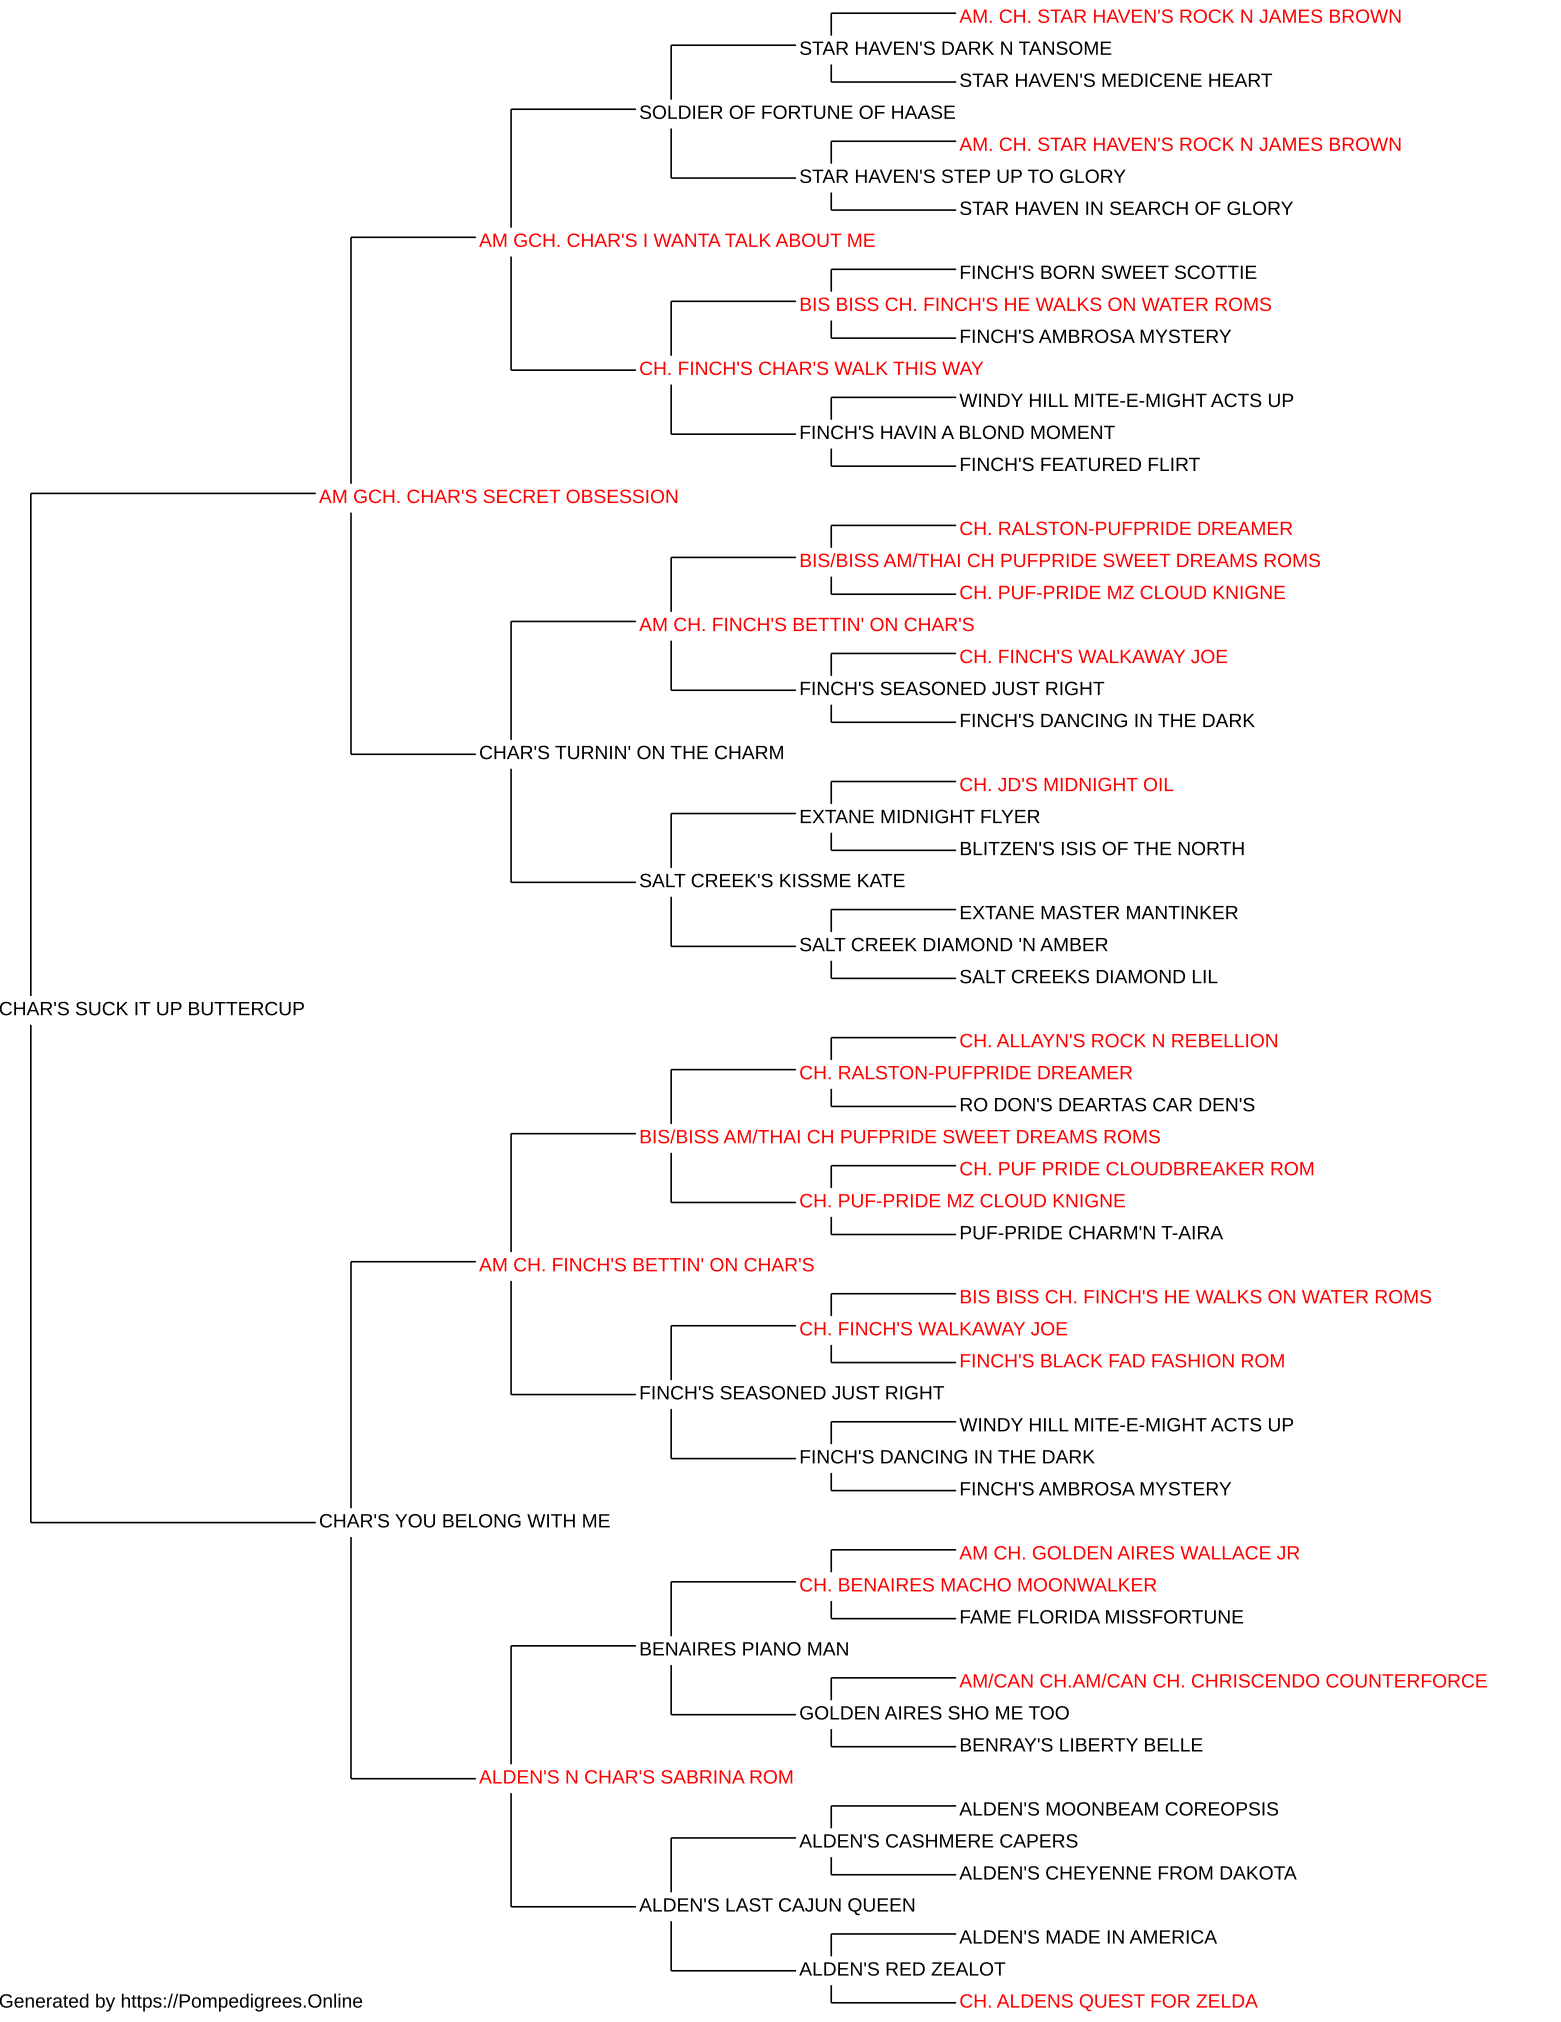 AM. CH. STAR HAVEN'S ROCK N JAMES BROWN
STAR HAVEN'S DARK N TANSOME
STAR HAVEN'S MEDICENE HEART
SOLDIER OF FORTUNE OF HAASE
AM. CH. STAR HAVEN'S ROCK N JAMES BROWN
STAR HAVEN'S STEP UP TO GLORY
STAR HAVEN IN SEARCH OF GLORY
AM GCH. CHAR'S I WANTA TALK ABOUT ME
FINCH'S BORN SWEET SCOTTIE
BIS BISS CH. FINCH'S HE WALKS ON WATER ROMS
FINCH'S AMBROSA MYSTERY
CH. FINCH'S CHAR'S WALK THIS WAY
WINDY HILL MITE-E-MIGHT ACTS UP
FINCH'S HAVIN A BLOND MOMENT
FINCH'S FEATURED FLIRT
AM GCH. CHAR'S SECRET OBSESSION
CH. RALSTON-PUFPRIDE DREAMER
BIS/BISS AM/THAI CH PUFPRIDE SWEET DREAMS ROMS
CH. PUF-PRIDE MZ CLOUD KNIGNE
AM CH. FINCH'S BETTIN' ON CHAR'S
CH. FINCH'S WALKAWAY JOE
FINCH'S SEASONED JUST RIGHT
FINCH'S DANCING IN THE DARK
CHAR'S TURNIN' ON THE CHARM
CH. JD'S MIDNIGHT OIL
EXTANE MIDNIGHT FLYER
BLITZEN'S ISIS OF THE NORTH
SALT CREEK'S KISSME KATE
EXTANE MASTER MANTINKER
SALT CREEK DIAMOND 'N AMBER
SALT CREEKS DIAMOND LIL
CHAR'S SUCK IT UP BUTTERCUP
CH. ALLAYN'S ROCK N REBELLION
CH. RALSTON-PUFPRIDE DREAMER
RO DON'S DEARTAS CAR DEN'S
BIS/BISS AM/THAI CH PUFPRIDE SWEET DREAMS ROMS
CH. PUF PRIDE CLOUDBREAKER ROM
CH. PUF-PRIDE MZ CLOUD KNIGNE
PUF-PRIDE CHARM'N T-AIRA
AM CH. FINCH'S BETTIN' ON CHAR'S
BIS BISS CH. FINCH'S HE WALKS ON WATER ROMS
CH. FINCH'S WALKAWAY JOE
FINCH'S BLACK FAD FASHION ROM
FINCH'S SEASONED JUST RIGHT
WINDY HILL MITE-E-MIGHT ACTS UP
FINCH'S DANCING IN THE DARK
FINCH'S AMBROSA MYSTERY
CHAR'S YOU BELONG WITH ME
AM CH. GOLDEN AIRES WALLACE JR
CH. BENAIRES MACHO MOONWALKER
FAME FLORIDA MISSFORTUNE
BENAIRES PIANO MAN
AM/CAN CH.AM/CAN CH. CHRISCENDO COUNTERFORCE
GOLDEN AIRES SHO ME TOO
BENRAY'S LIBERTY BELLE
ALDEN'S N CHAR'S SABRINA ROM
ALDEN'S MOONBEAM COREOPSIS
ALDEN'S CASHMERE CAPERS
ALDEN'S CHEYENNE FROM DAKOTA
ALDEN'S LAST CAJUN QUEEN
ALDEN'S MADE IN AMERICA
ALDEN'S RED ZEALOT
CH. ALDENS QUEST FOR ZELDA
Generated by https://Pompedigrees.Online